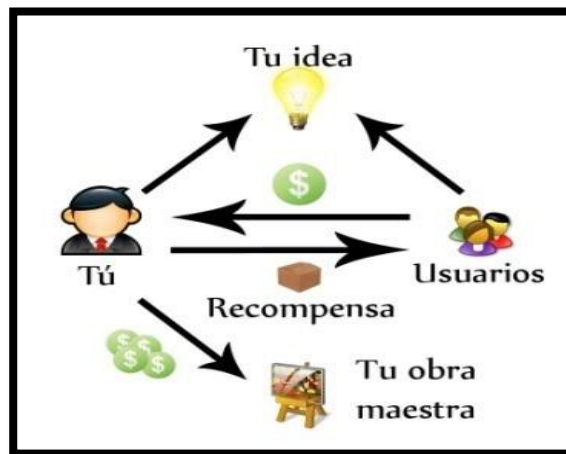 Tu idea
$
Tú
Usuarios
Recompensa
$
$
$
$
Tu obra
maestra